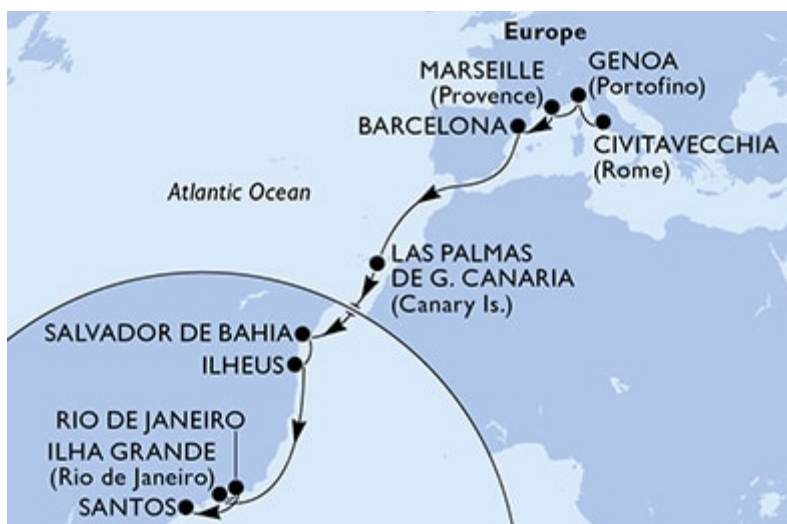 Europe
GENOA
(Portofino)
MARSEILLE
(Provence)
BARCELONA
CIVITAVECCHIA
(Rome)
Atlantic Ocean
LAS PALMAS
DE G. CANARIA
(Canary Is.)
SALVADOR DE BAHIA
ILHEUS
RIO DE JANEIRO
ILHA GRANDE
(Rio de Janeiro)
SANTOS